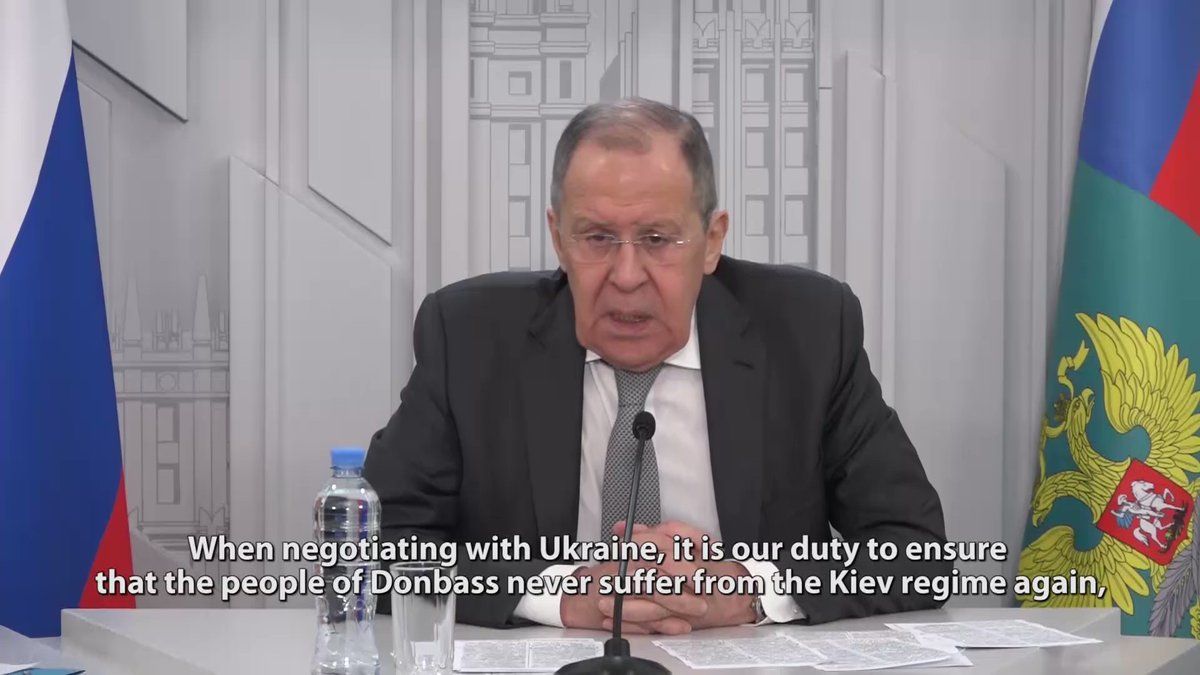 When negotiating with Ukraine, it is our duty to ensure
that the people of Donbass never suffer from the Kiev regime again,